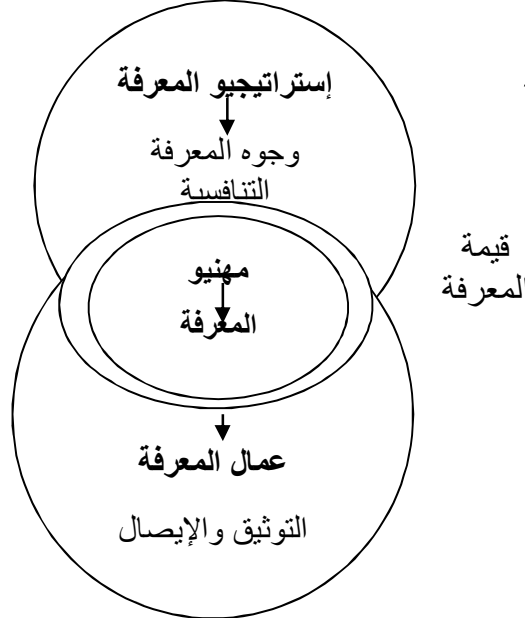 إستراتيجيو المعرفة
وجوه المعرفة
التنافسية
قيمة
المعرفة
مهنيو
المعرفة
عمال المعرفة
التوثيق والإيصال